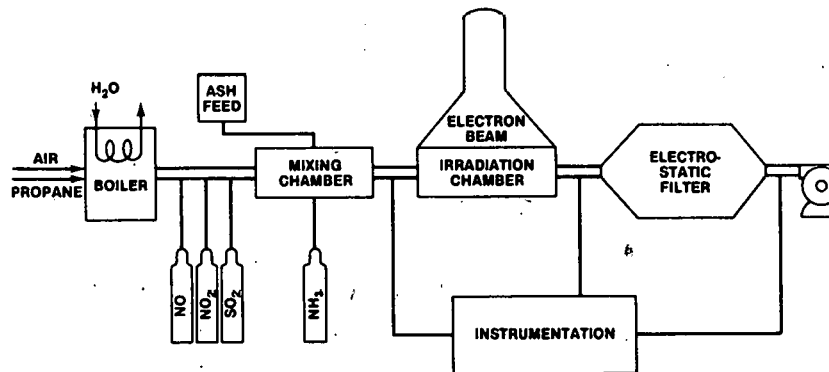 H₂O
AIR
PROPANE
BOILER
ASH
FEED
NO
NO₂
SO₂
MIXING
CHAMBER
NH₃
ELECTRON
BEAM
IRRADIATION
CHAMBER
ELECTRO-
STATIC
FILTER
INSTRUMENTATION